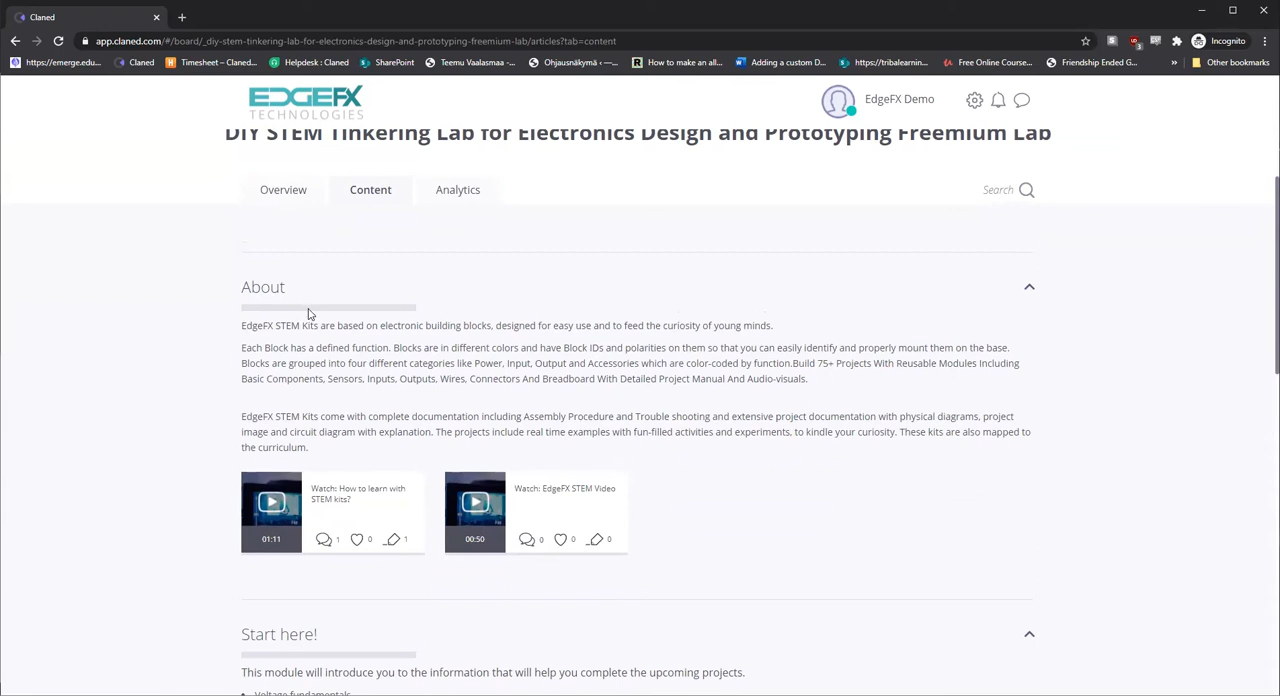 Claned
app.claned.com/#/board/_diy-stem-tinkering-lab-for-electronics-design-and-prototyping-freemium-lab/articles?tab=content
Incognito
https://emerge.edu...
Claned
Timesheet – Claned...
Helpdesk : Claned
SharePoint
Teemu Vaalasmaa -...
Ohjausnäkymä ‹ —...
How to make an all...
Adding a custom D...
https://tribalearning...
Free Online Course...
Friendship Ended G...
»
Other bookmarks
EDGEFX
TECHNOLOGIES
EdgeFX Demo
DIY STEM Tinkering Lab for Electronics Design and Prototyping Freemium Lab
Overview
Content
Analytics
Search
About
EdgeFX STEM Kits are based on electronic building blocks, designed for easy use and to feed the curiosity of young minds.
Each Block has a defined function. Blocks are in different colors and have Block IDs and polarities on them so that you can easily identify and properly mount them on the base.
Blocks are grouped into four different categories like Power, Input, Output and Accessories which are color-coded by function.Build 75+ Projects With Reusable Modules Including
Basic Components, Sensors, Inputs, Outputs, Wires, Connectors And Breadboard With Detailed Project Manual And Audio-visuals.
EdgeFX STEM Kits come with complete documentation including Assembly Procedure and Trouble shooting and extensive project documentation with physical diagrams, project
image and circuit diagram with explanation. The projects include real time examples with fun-filled activities and experiments, to kindle your curiosity. These kits are also mapped to
the curriculum.
Watch: How to learn with
STEM kits?
01:11
1
0
1
Watch: EdgeFX STEM Video
00:50
0
0
0
Start here!
This module will introduce you to the information that will help you complete the upcoming projects.
Voltage fundamentals